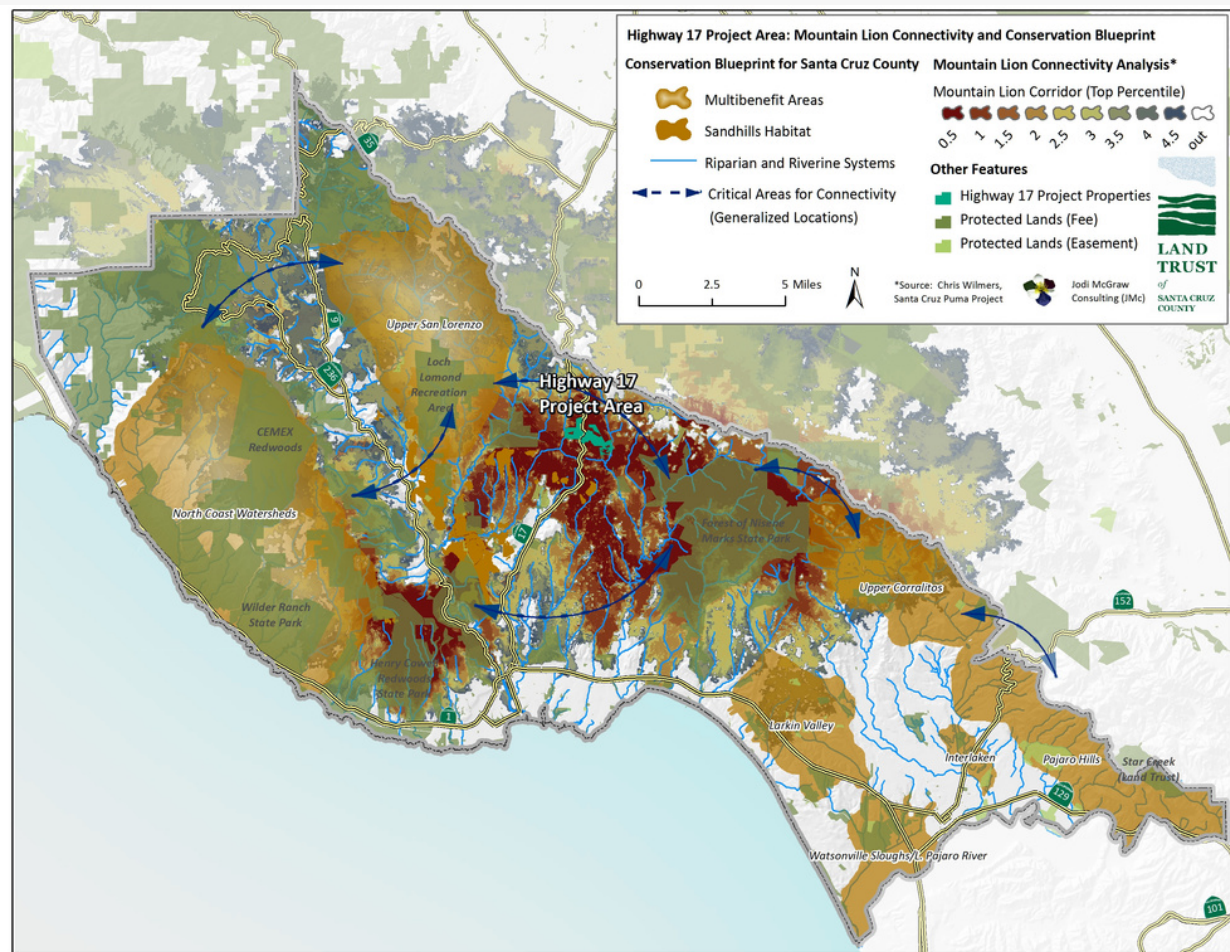 Highway 17 Project Area: Mountain Lion Connectivity and Conservation Blueprint
Conservation Blueprint for Santa Cruz County
Multibenefit Areas
Sandhills Habitat
Riparian and Riverine Systems
Critical Areas for Connectivity
(Generalized Locations)
Mountain Lion Connectivity Analysis*
Mountain Lion Corridor (Top Percentile)
0.5 1 1.5 2 2.5 3 3.5 4 4.5 out
Other Features
Highway 17 Project Properties
Protected Lands (Fee)
Protected Lands (Easement)
0 2.5 5 Miles
N
*Source: Chris Wilmers,
Santa Cruz Puma Project
Jodi McGraw
Consulting (JMc)
LAND
TRUST
of
SANTA CRUZ
COUNTY
35
9
236
Upper San Lorenzo
Loch
Lomond
Recreation
Area
Highway 17
Project Area
CEMEX
Redwoods
North Coast Watersheds
17
Forest of Nisene
Marks State Park
Upper Corralitos
152
Wilder Ranch
State Park
Henry Cowell
Redwoods
State Park
1
Larkin Valley
Interlaken
Pajaro Hills
Star Creek
(Land Trust)
129
Watsonville Sloughs/L. Pajaro River
101